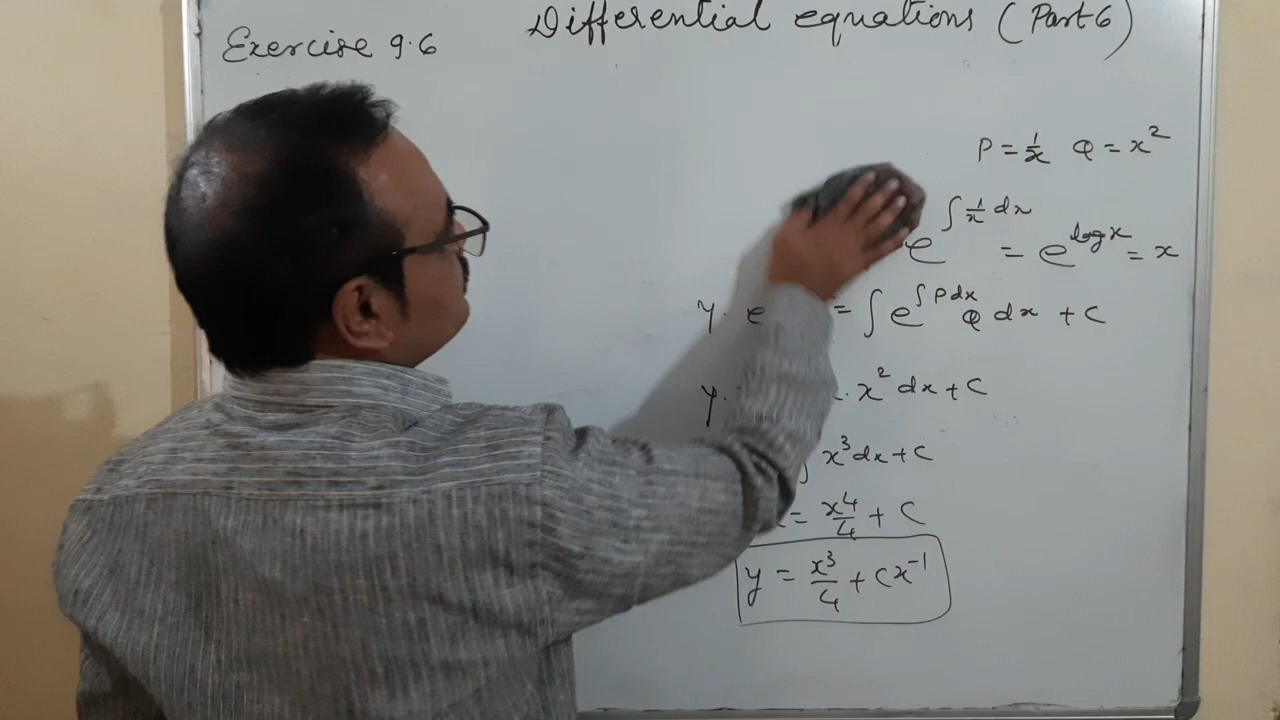 Differential equations (Part 6)
Exercise 9.6
P = 1/x Q = x²
e^∫1/x dx = e^log x = x
y. e = ∫ e^∫P dx Q dx + C
y. . x² dx + C
∫ x³ dx + C
= x⁴/4 + C
y = x³/4 + Cx⁻¹